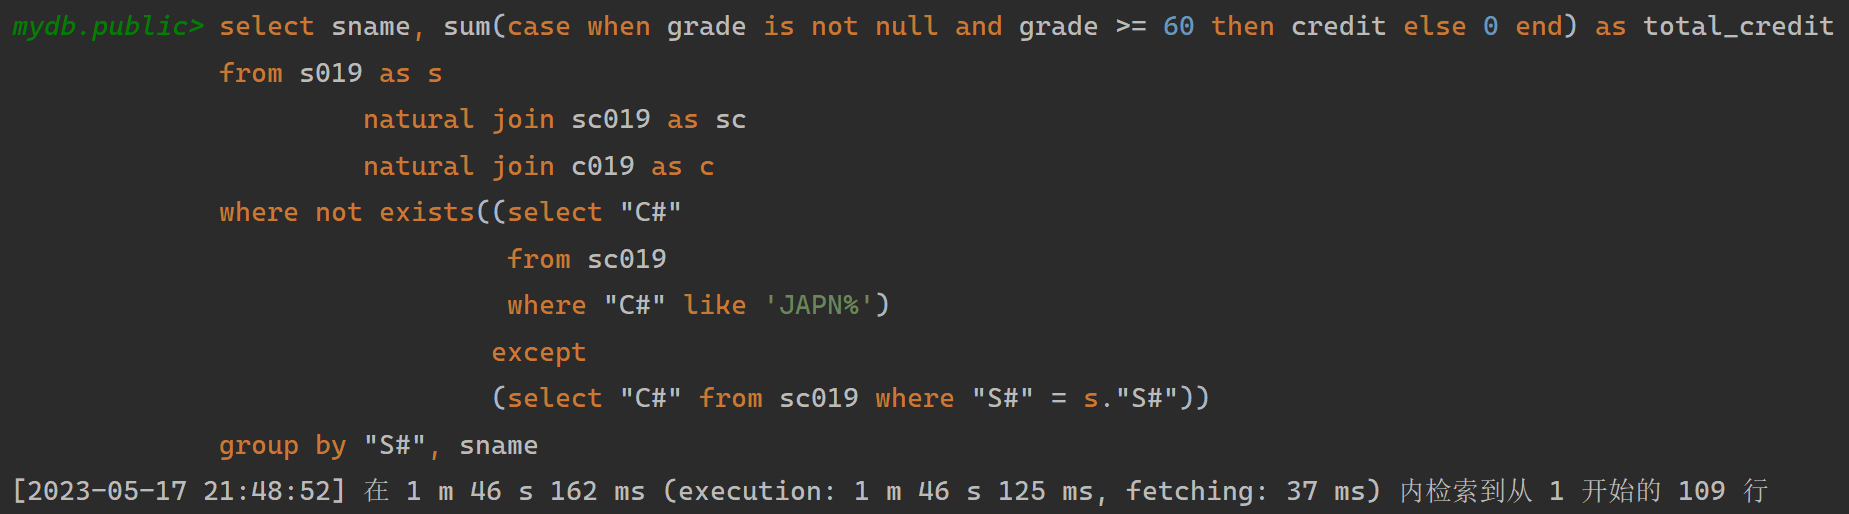 mydb.public> select sname, sum(case when grade is not null and grade >= 60 then credit else 0 end) as total_credit
from s019 as s
natural join sc019 as sc
natural join c019 as c
where not exists((select "C#"
from sc019
where "C#" like 'JAPN%')
except
(select "C#" from sc019 where "S#" = s."S#"))
group by "S#", sname
[2023-05-17 21:48:52] 在 1 m 46 s 162 ms (execution: 1 m 46 s 125 ms, fetching: 37 ms) 内检索到从 1 开始的 109 行